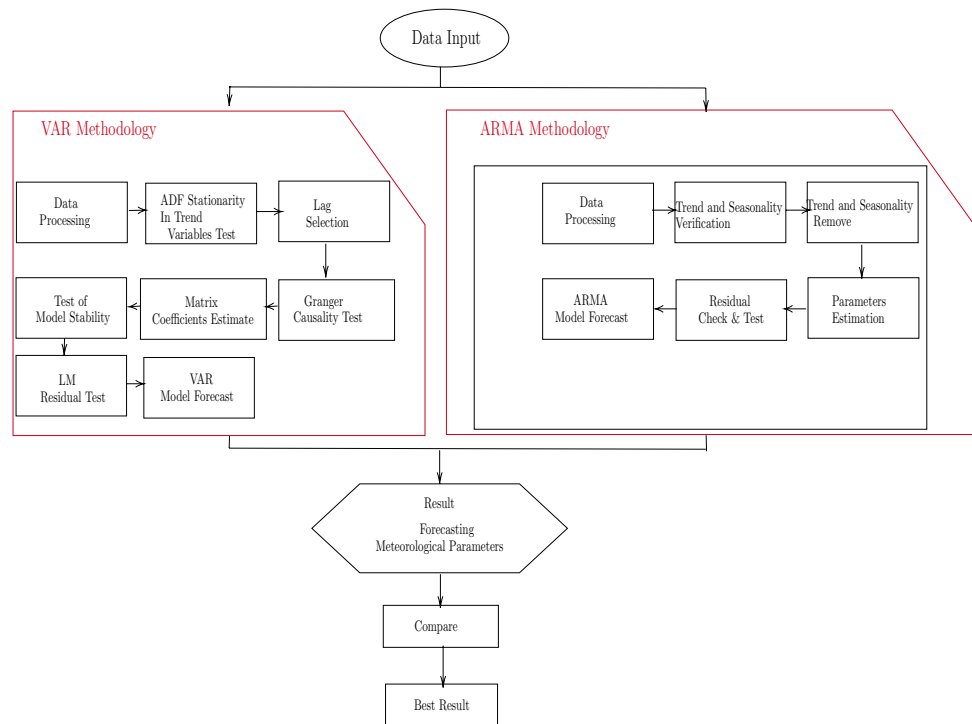 Data Input
VAR Methodology
Data
Processing
ADF Stationarity
In Trend
Variables Test
Lag
Selection
Test of
Model Stability
Matrix
Coefficients Estimate
Granger
Causality Test
LM
Residual Test
VAR
Model Forecast
ARMA Methodology
Data
Processing
Trend and Seasonality
Verification
Trend and Seasonality
Remove
ARMA
Model Forecast
Residual
Check & Test
Parameters
Estimation
Result
Forecasting
Meteorological Parameters
Compare
Best Result